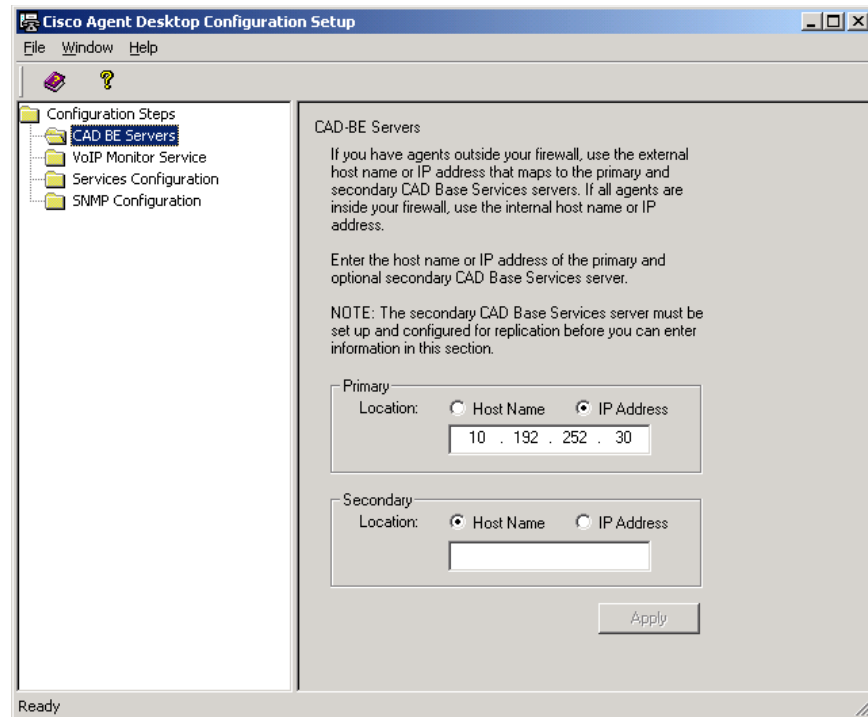 Cisco Agent Desktop Configuration Setup
File Window Help
Configuration Steps
CAD BE Servers
VoIP Monitor Service
Services Configuration
SNMP Configuration
CAD-BE Servers
If you have agents outside your firewall, use the external
host name or IP address that maps to the primary and
secondary CAD Base Services servers. If all agents are
inside your firewall, use the internal host name or IP
address.
Enter the host name or IP address of the primary and
optional secondary CAD Base Services server.
NOTE: The secondary CAD Base Services server must be
set up and configured for replication before you can enter
information in this section.
Primary
Location: Host Name IP Address
10 . 192 . 252 . 30
Secondary
Location: Host Name IP Address
Apply
Ready